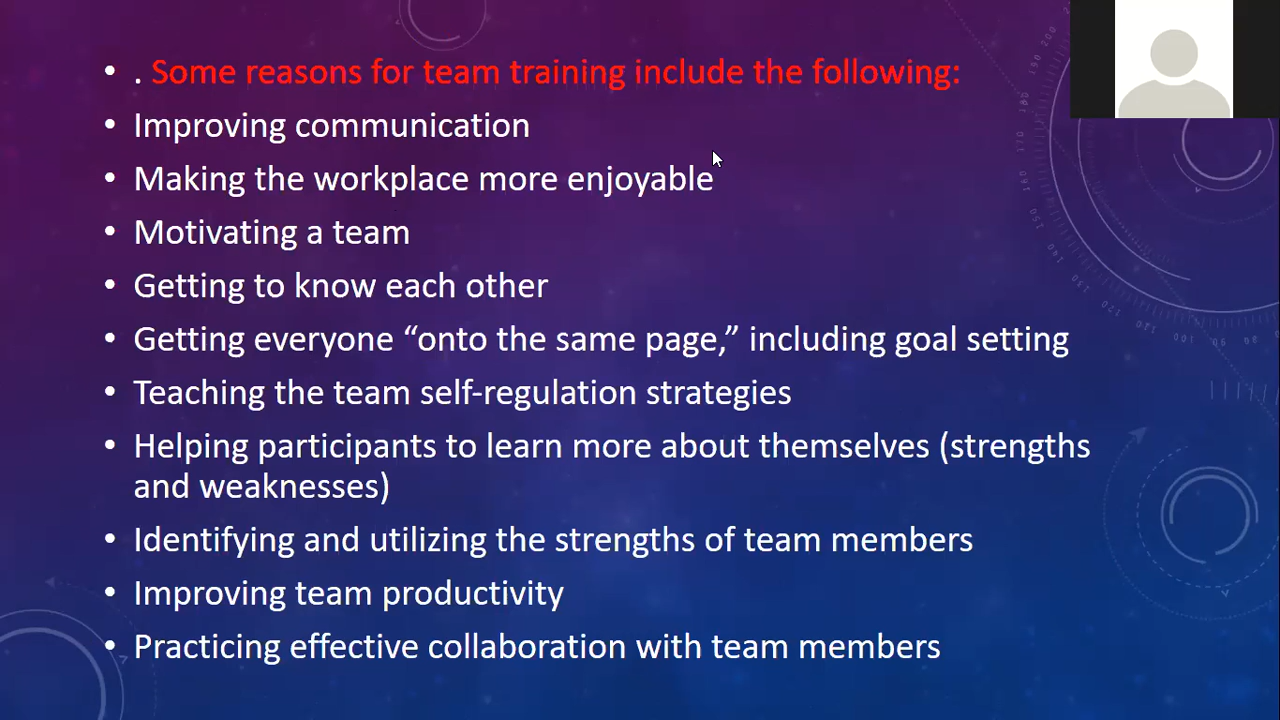 • . Some reasons for team training include the following:
• Improving communication
• Making the workplace more enjoyable
• Motivating a team
• Getting to know each other
• Getting everyone “onto the same page,” including goal setting
• Teaching the team self-regulation strategies
• Helping participants to learn more about themselves (strengths
and weaknesses)
• Identifying and utilizing the strengths of team members
• Improving team productivity
• Practicing effective collaboration with team members